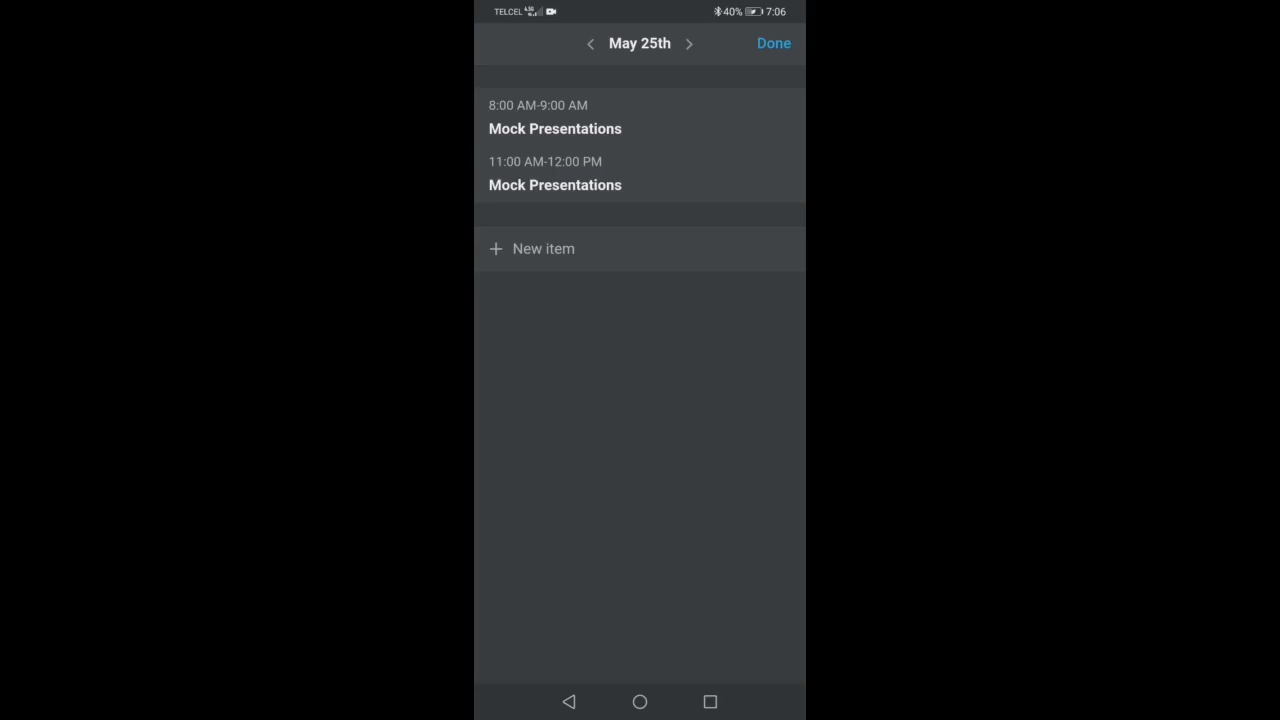 TELCEL 40% 7:06
May 25th Done
8:00 AM-9:00 AM
Mock Presentations
11:00 AM-12:00 PM
Mock Presentations
+ New item